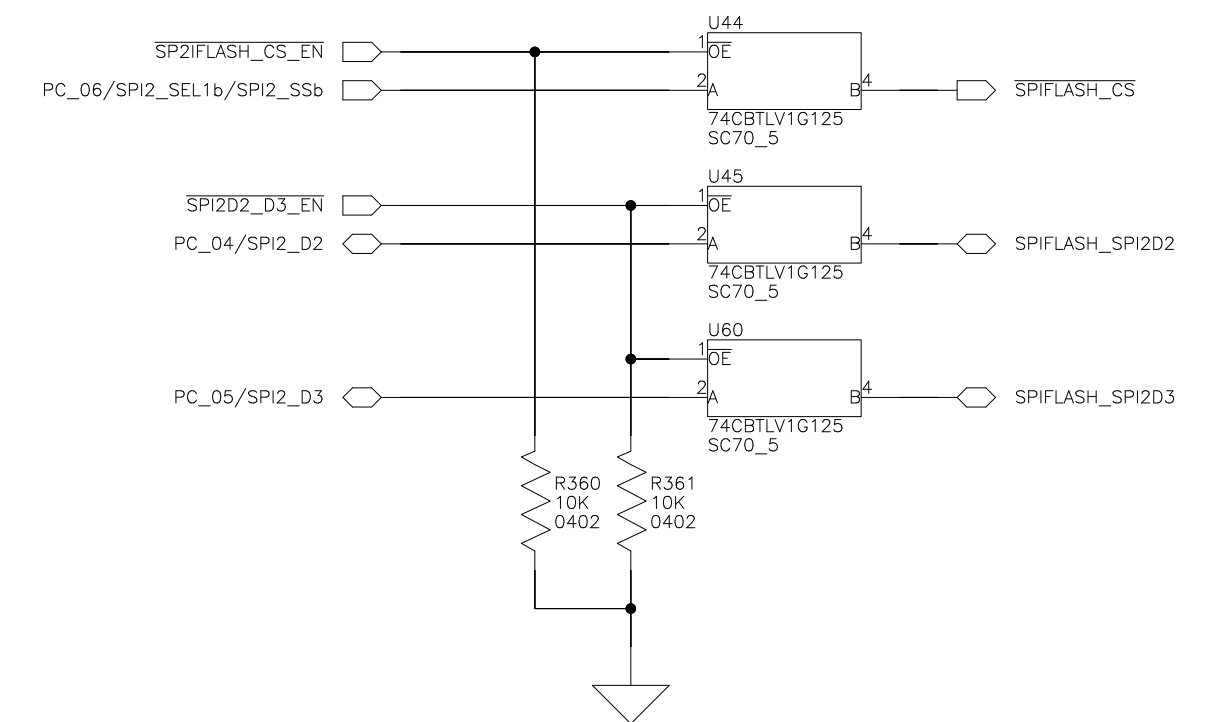 U44
SP2IFLASH_CS_EN
1
OE
PC_06/SPI2_SEL1b/SPI2_SSb
2
A
B
4
SPIFLASH_CS
74CBTLV1G125
SC70_5
U45
SPI2D2_D3_EN
1
OE
PC_04/SPI2_D2
2
A
B
4
SPIFLASH_SPI2D2
74CBTLV1G125
SC70_5
U60
1
OE
PC_05/SPI2_D3
2
A
B
4
SPIFLASH_SPI2D3
74CBTLV1G125
SC70_5
R360
10K
0402
R361
10K
0402